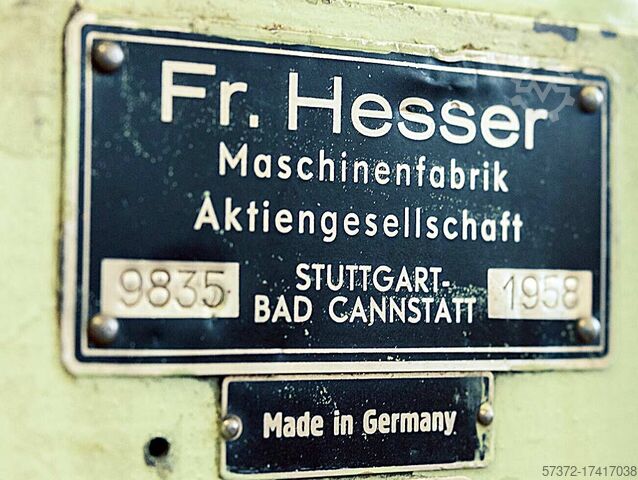 Fr. Hesser
Maschinenfabrik
Aktiengesellschaft
9835 STUTTGART- 1958
BAD CANNSTATT
Made in Germany
57372-17417038